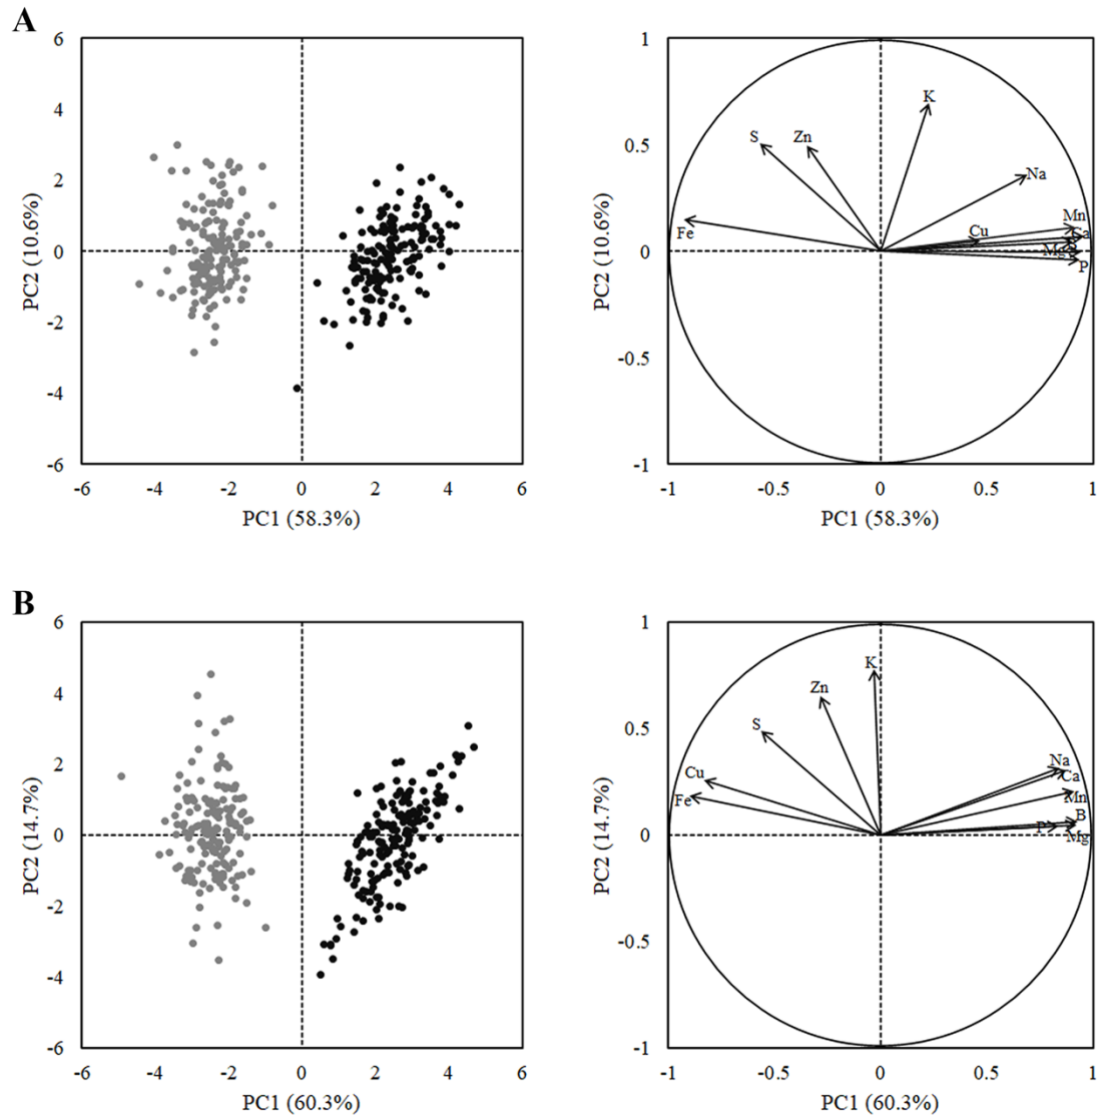 A
6
4
2
0
-2
-4
-6
-6 -4 -2 0 2 4 6
PC2 (10.6%)
PC1 (58.3%)
1
0.5
0
-0.5
-1
-1 -0.5 0 0.5 1
PC2 (10.6%)
PC1 (58.3%)
K
S
Zn
Na
Mn
Fe
Cu
Mg
P
B
6
4
2
0
-2
-4
-6
-6 -4 -2 0 2 4 6
PC2 (14.7%)
PC1 (60.3%)
1
0.5
0
-0.5
-1
-1 -0.5 0 0.5 1
PC2 (14.7%)
PC1 (60.3%)
K
Zn
S
Na
Cu
Ca
Fe
Mn
B
P
Mg